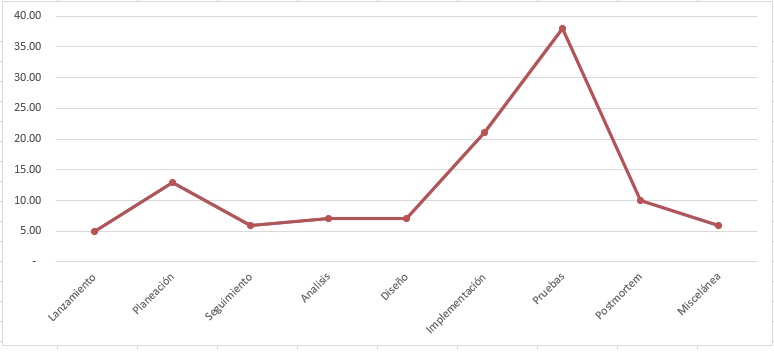 40.00
35.00
30.00
25.00
20.00
15.00
10.00
5.00
-
Lanzamiento
Planeación
Seguimiento
Analisis
Diseño
Implementación
Pruebas
Postmortem
Miscelánea